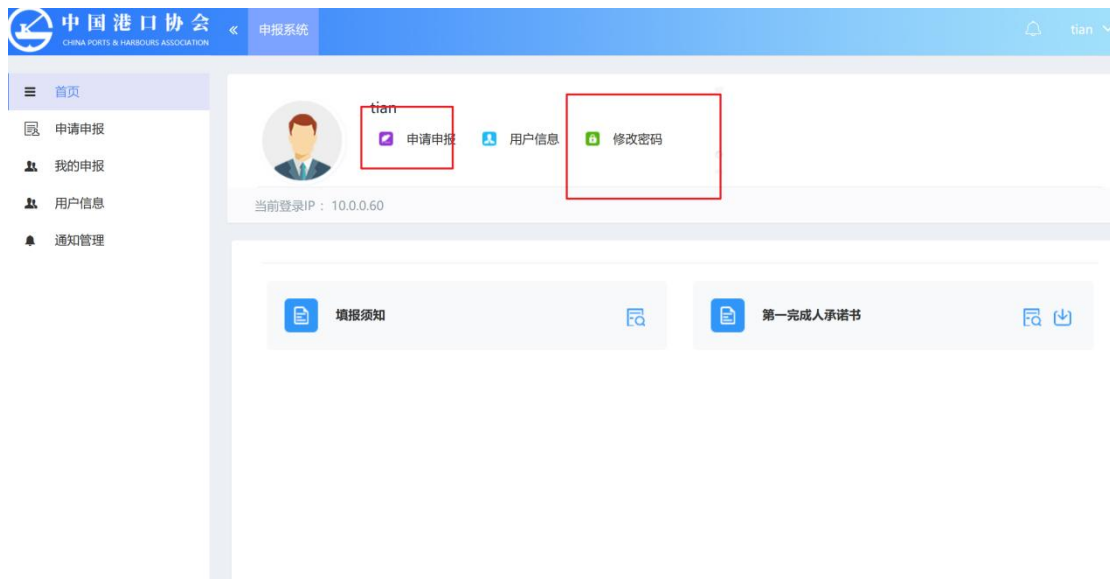 中国港口协会
CHINA PORTS & HARBOURS ASSOCIATION
« 申报系统
tian
首页
申请申报
我的申报
用户信息
通知管理
tian
申请申报 用户信息 修改密码
当前登录IP： 10.0.0.60
填报须知
第一完成人承诺书